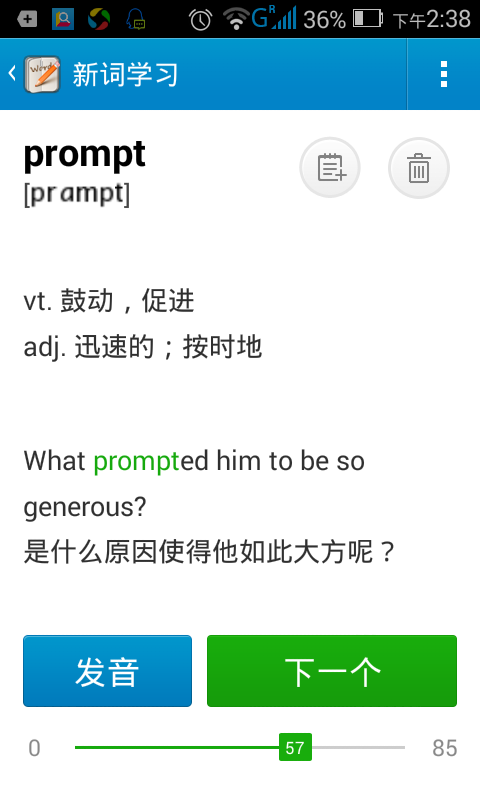 G R 36% 下午2:38
Words 新词学习
prompt
[prampt]
vt. 鼓动，促进
adj. 迅速的；按时地
What prompted him to be so
generous?
是什么原因使得他如此大方呢？
发音 下一个
0 57 85